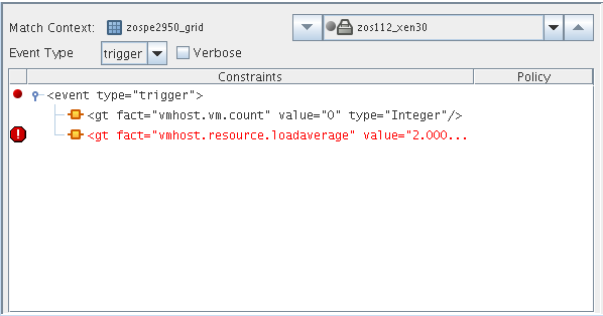 Match Context: zospe2950_grid zos112_xen30
Event Type trigger Verbose
Constraints Policy
<event type="trigger">
<gt fact="vmhost.vm.count" value="0" type="Integer"/>
<gt fact="vmhost.resource.loadaverage" value="2.000...